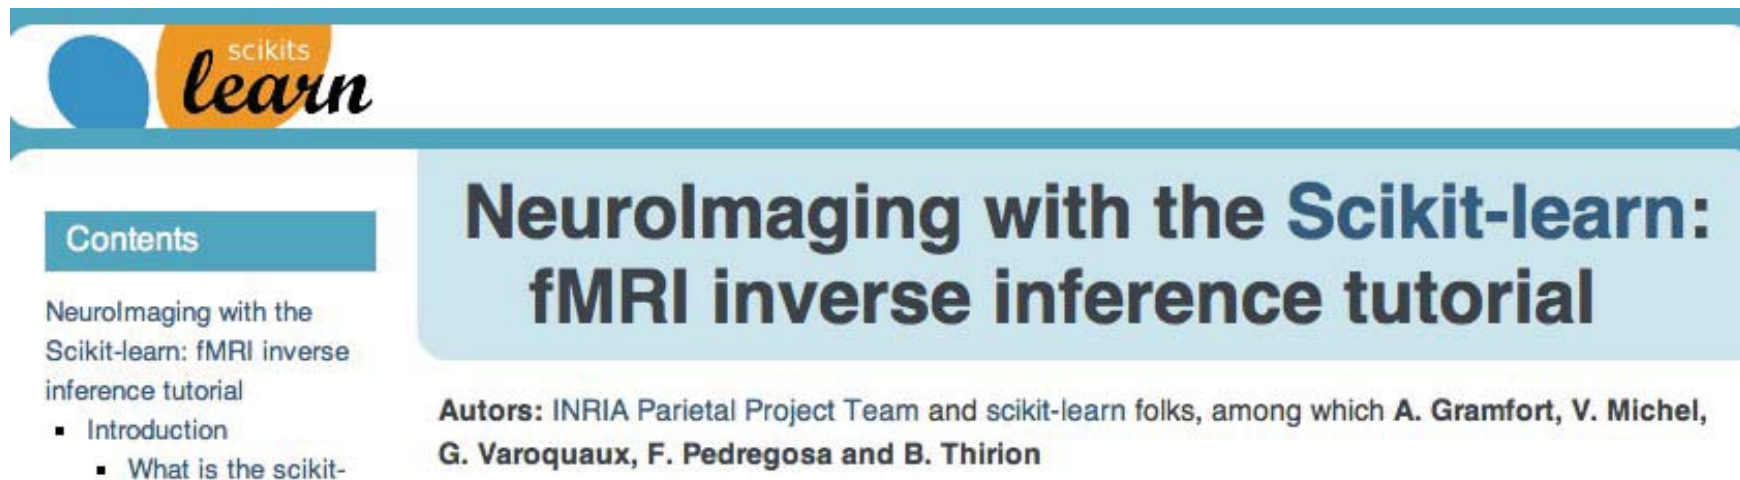 scikits
learn
Contents
NeuroImaging with the
Scikit-learn: fMRI inverse
inference tutorial
▪ Introduction
▪ What is the scikit-
NeuroImaging with the Scikit-learn:
fMRI inverse inference tutorial
Autors: INRIA Parietal Project Team and scikit-learn folks, among which A. Gramfort, V. Michel,
G. Varoquaux, F. Pedregosa and B. Thirion